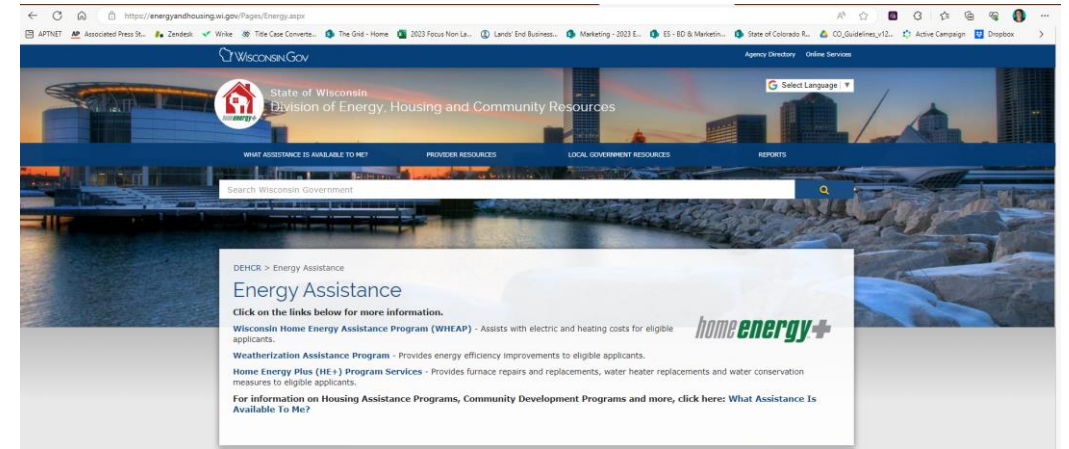 https://energyandhousing.wi.gov/Pages/Energy.aspx
APTNET AP Associated Press St... Zendesk Wrike Title Case Converte... The Grid - Home 2023 Focus Non La... Lands' End Business... Marketing - 2023 E... ES - BD & Marketin... State of Colorado R... CO_Guidelines_v12... Active Campaign Dropbox
WISCONSIN.GOV
Agency Directory Online Services
State of Wisconsin
Division of Energy, Housing and Community Resources
homeenergy+
G Select Language ▼
WHAT ASSISTANCE IS AVAILABLE TO ME? PROVIDER RESOURCES LOCAL GOVERNMENT RESOURCES REPORTS
Search Wisconsin Government
DEHCR > Energy Assistance
Energy Assistance
Click on the links below for more information.
Wisconsin Home Energy Assistance Program (WHEAP) - Assists with electric and heating costs for eligible
applicants.
home energy+
Weatherization Assistance Program - Provides energy efficiency improvements to eligible applicants.
Home Energy Plus (HE+) Program Services - Provides furnace repairs and replacements, water heater replacements and water conservation
measures to eligible applicants.
For information on Housing Assistance Programs, Community Development Programs and more, click here: What Assistance Is
Available To Me?